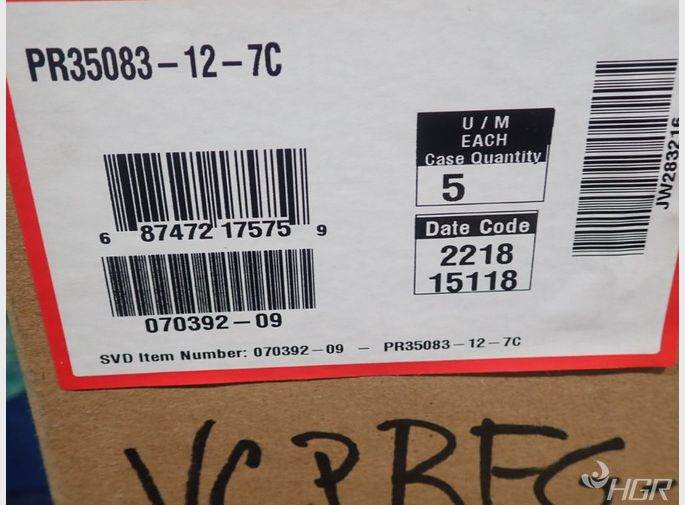 PR35083-12-7C
U / M
EACH
Case Quantity
5
6 87472 17575 9
Date Code
2218
15118
JW283216
070392-09
SVD Item Number: 070392-09 - PR35083-12-7C
HGR